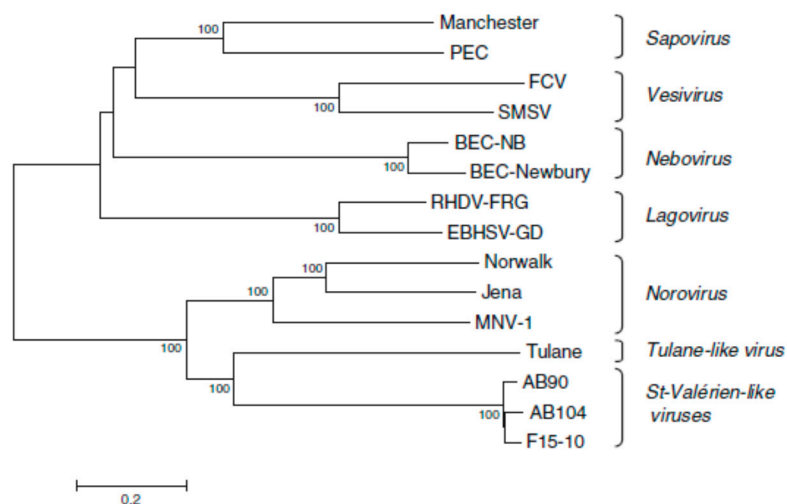 Manchester
100
Sapovirus
PEC
FCV
Vesivirus
100
SMSV
BEC-NB
Nebovirus
100
BEC-Newbury
RHDV-FRG
Lagovirus
100
EBHSV-GD
Norwalk
100
100
Jena
Norovirus
MNV-1
100
Tulane
Tulane-like virus
100
AB90
St-Valérien-like
viruses
100
AB104
F15-10
0.2